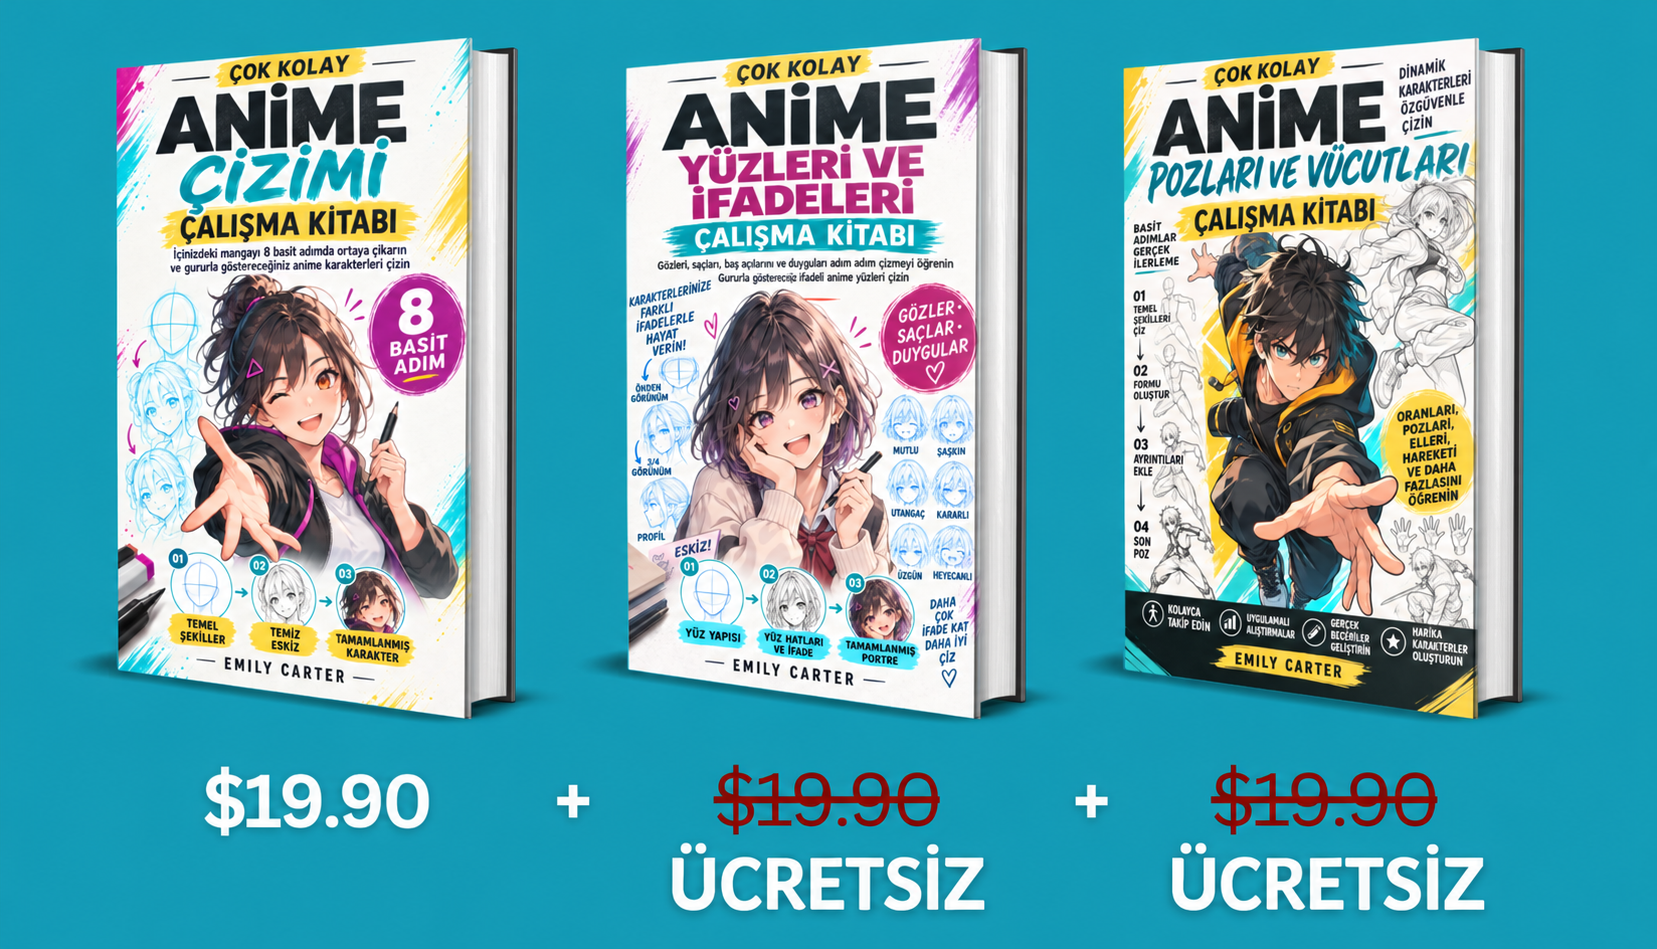 ÇOK KOLAY
ANiME
ÇİZİMİ
ÇALIŞMA KİTABI
İçinizdeki mangayı 8 basit adımda ortaya çıkarın
ve gururla göstereceğiniz anime karakterleri çizin
8
BASİT
ADIM
01
02
03
TEMEL
ŞEKİLLER
TEMİZ
ESKİZ
TAMAMLANMIŞ
KARAKTER
EMILY CARTER
ÇOK KOLAY
ANiME
YÜZLERİ VE
İFADELERİ
ÇALIŞMA KİTABI
Gözleri, saçları, baş açılarını ve duyguları adım adım çizmeyi öğrenin
Gururla göstereceğiz ifadeli anime yüzleri çizin
KARAKTERLERİNİZE
FARKLI
İFADELERLE
HAYAT
VERİN!
GÖZLER·
SAÇLAR·
DUYGULAR
ÖNDEN
GÖRÜNÜM
3/4
GÖRÜNÜM
PROFİL
MUTLU
ŞAŞKIN
UTANGAÇ
KARARLI
ÜZGÜN
HEYECANLI
ESKİZ!
01
02
03
YÜZ YAPISI
YÜZ HATLARI
VE İFADE
TAMAMLANMIŞ
PORTRE
DAHA
ÇOK
İFADE KAT
DAHA İYİ
ÇİZ
EMILY CARTER
ÇOK KOLAY
ANiME
DİNAMİK
KARAKTERLERİ
ÖZGÜVENLE
ÇİZİN
POZLARI VE VÜCUTLARI
ÇALIŞMA KİTABI
BASİT
ADIMLAR
GERÇEK
İLERLEME
01
TEMEL
ŞEKİLLERİ
ÇİZ
02
FORMU
OLUŞTUR
03
AYRINTILARI
EKLE
04
SON
POZ
ORANLARI,
POZLARI,
ELLERİ,
HAREKETİ
VE DAHA
FAZLASINI
ÖĞRENİN
KOLAYCA
TAKİP EDİN
UYGULAMALI
ALIŞTIRMALAR
GERÇEK
BECERİLER
GELİŞTİRİN
HARİKA
KARAKTERLER
OLUŞTURUN
EMILY CARTER
$19.90
+
$19.90
ÜCRETSİZ
+
$19.90
ÜCRETSİZ